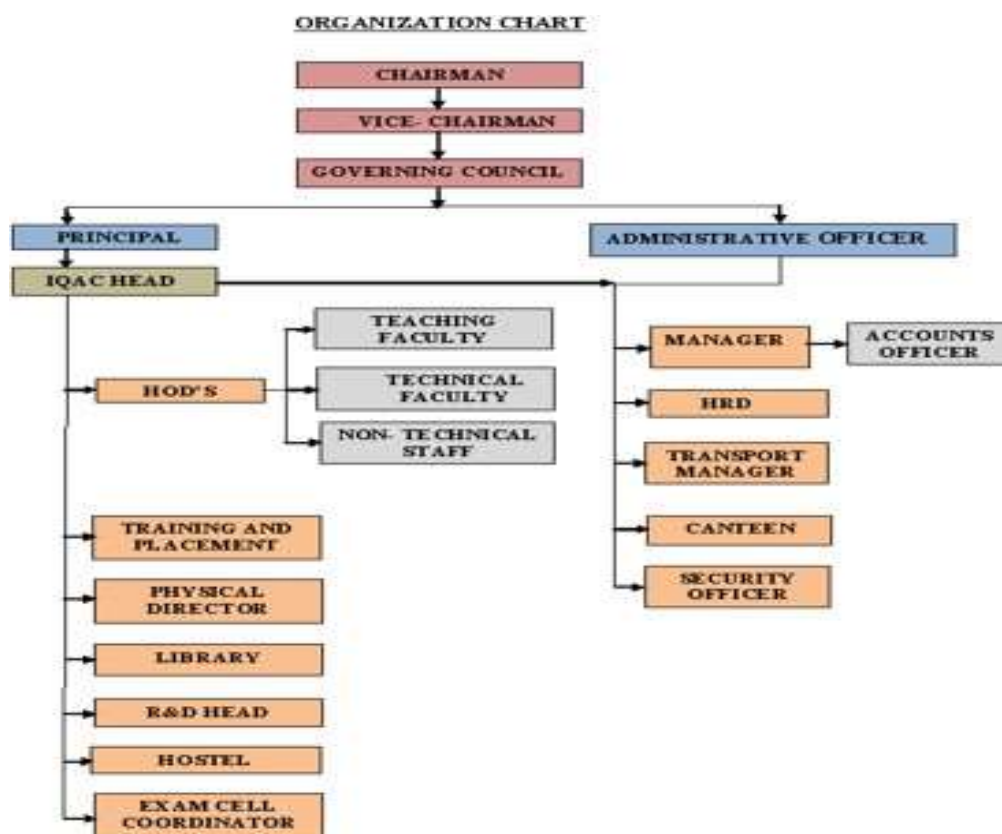 ORGANIZATION CHART
CHAIRMAN
VICE- CHAIRMAN
GOVERNING COUNCIL
PRINCIPAL
ADMINISTRATIVE OFFICER
IQAC HEAD
TEACHING
FACULTY
MANAGER
ACCOUNTS
OFFICER
HOD'S
TECHNICAL
FACULTY
HRD
NON- TECHNICAL
STAFF
TRANSPORT
MANAGER
TRAINING AND
PLACEMENT
CANTEEN
PHYSICAL
DIRECTOR
SECURITY
OFFICER
LIBRARY
R&D HEAD
HOSTEL
EXAM CELL
COORDINATOR